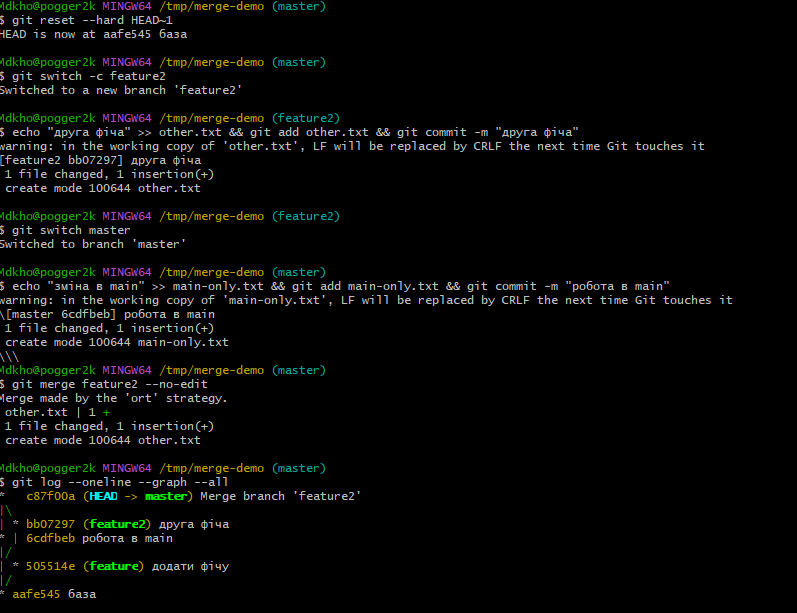 Mdkho@pogger2k MINGW64 /tmp/merge-demo (master)
$ git reset --hard HEAD~1
HEAD is now at aafe545 база
Mdkho@pogger2k MINGW64 /tmp/merge-demo (master)
$ git switch -c feature2
Switched to a new branch 'feature2'
Mdkho@pogger2k MINGW64 /tmp/merge-demo (feature2)
$ echo "друга фіча" >> other.txt && git add other.txt && git commit -m "друга фіча"
warning: in the working copy of 'other.txt', LF will be replaced by CRLF the next time Git touches it
[feature2 bb07297] друга фіча
 1 file changed, 1 insertion(+)
 create mode 100644 other.txt
Mdkho@pogger2k MINGW64 /tmp/merge-demo (feature2)
$ git switch master
Switched to branch 'master'
Mdkho@pogger2k MINGW64 /tmp/merge-demo (master)
$ echo "зміна в main" >> main-only.txt && git add main-only.txt && git commit -m "робота в main"
warning: in the working copy of 'main-only.txt', LF will be replaced by CRLF the next time Git touches it
\[master 6cdfbeb] робота в main
 1 file changed, 1 insertion(+)
 create mode 100644 main-only.txt
\\\
Mdkho@pogger2k MINGW64 /tmp/merge-demo (master)
$ git merge feature2 --no-edit
Merge made by the 'ort' strategy.
 other.txt | 1 +
 1 file changed, 1 insertion(+)
 create mode 100644 other.txt
Mdkho@pogger2k MINGW64 /tmp/merge-demo (master)
$ git log --oneline --graph --all
*   c87f00a (HEAD -> master) Merge branch 'feature2'
|\
| * bb07297 (feature2) друга фіча
* | 6cdfbeb робота в main
|/
| * 505514e (feature) додати фічу
|/
* aafe545 база